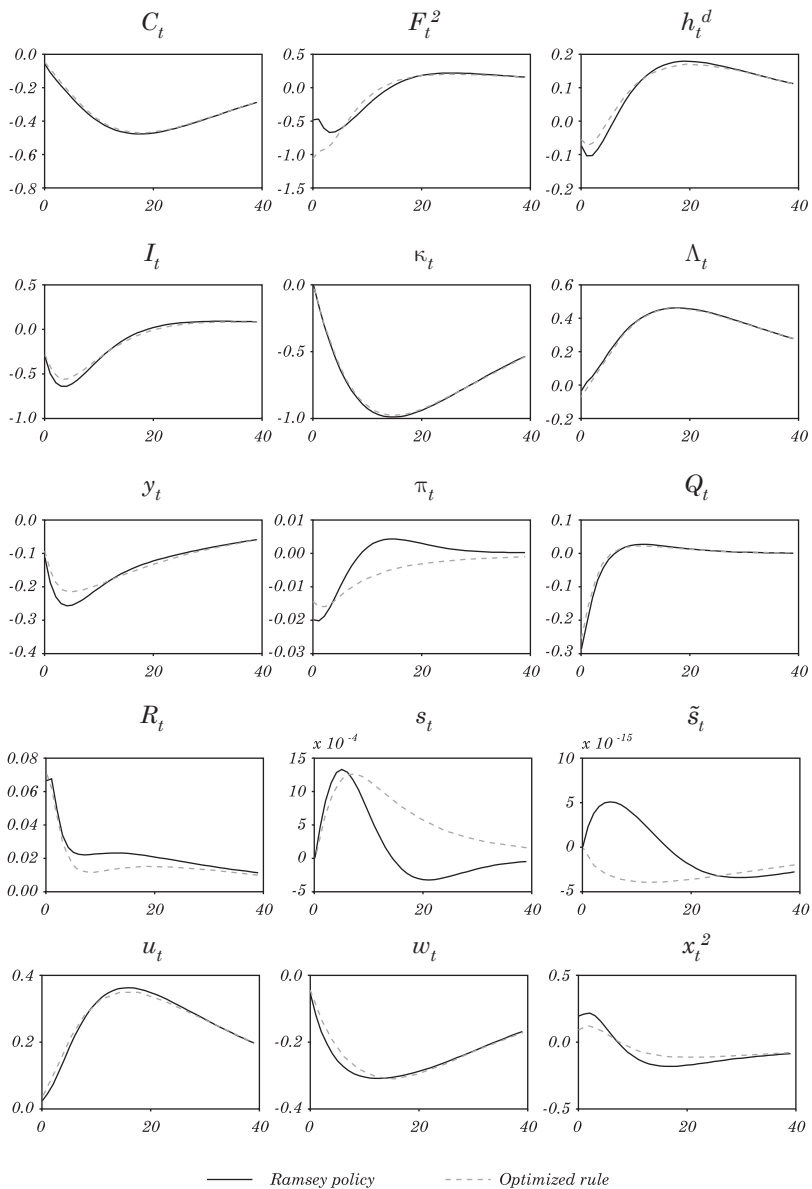 C_t F_t^2 h_t^d
0.0 0.5 0.2
-0.2 0.0 0.1
-0.4 -0.5 0.0
-0.6 -1.0 -0.1
-0.8 -1.5 -0.2
0 20 40 0 20 40 0 20 40
I_t κ_t Λ_t
0.5 0.0 0.6
0.4
0.0 -0.5 0.2
-0.5 0.0
-1.0 -1.0 -0.2
0 20 40 0 20 40 0 20 40
y_t π_t Q_t
0.0 0.01 0.1
-0.1 0.00 0.0
-0.2 -0.01 -0.1
-0.3 -0.02 -0.2
-0.4 -0.03 -0.3
0 20 40 0 20 40 0 20 40
R_t s_t s̃_t
x 10 -4 x 10 -15
0.08 15 10
0.06 10 5
0.04 5 0
0.02 0
0.00 -5 -5
0 20 40 0 20 40 0 20 40
u_t w_t x_t^2
0.4 0.0 0.5
0.2 -0.2 0.0
0.0 -0.4 -0.5
0 20 40 0 20 40 0 20 40
Ramsey policy Optimized rule